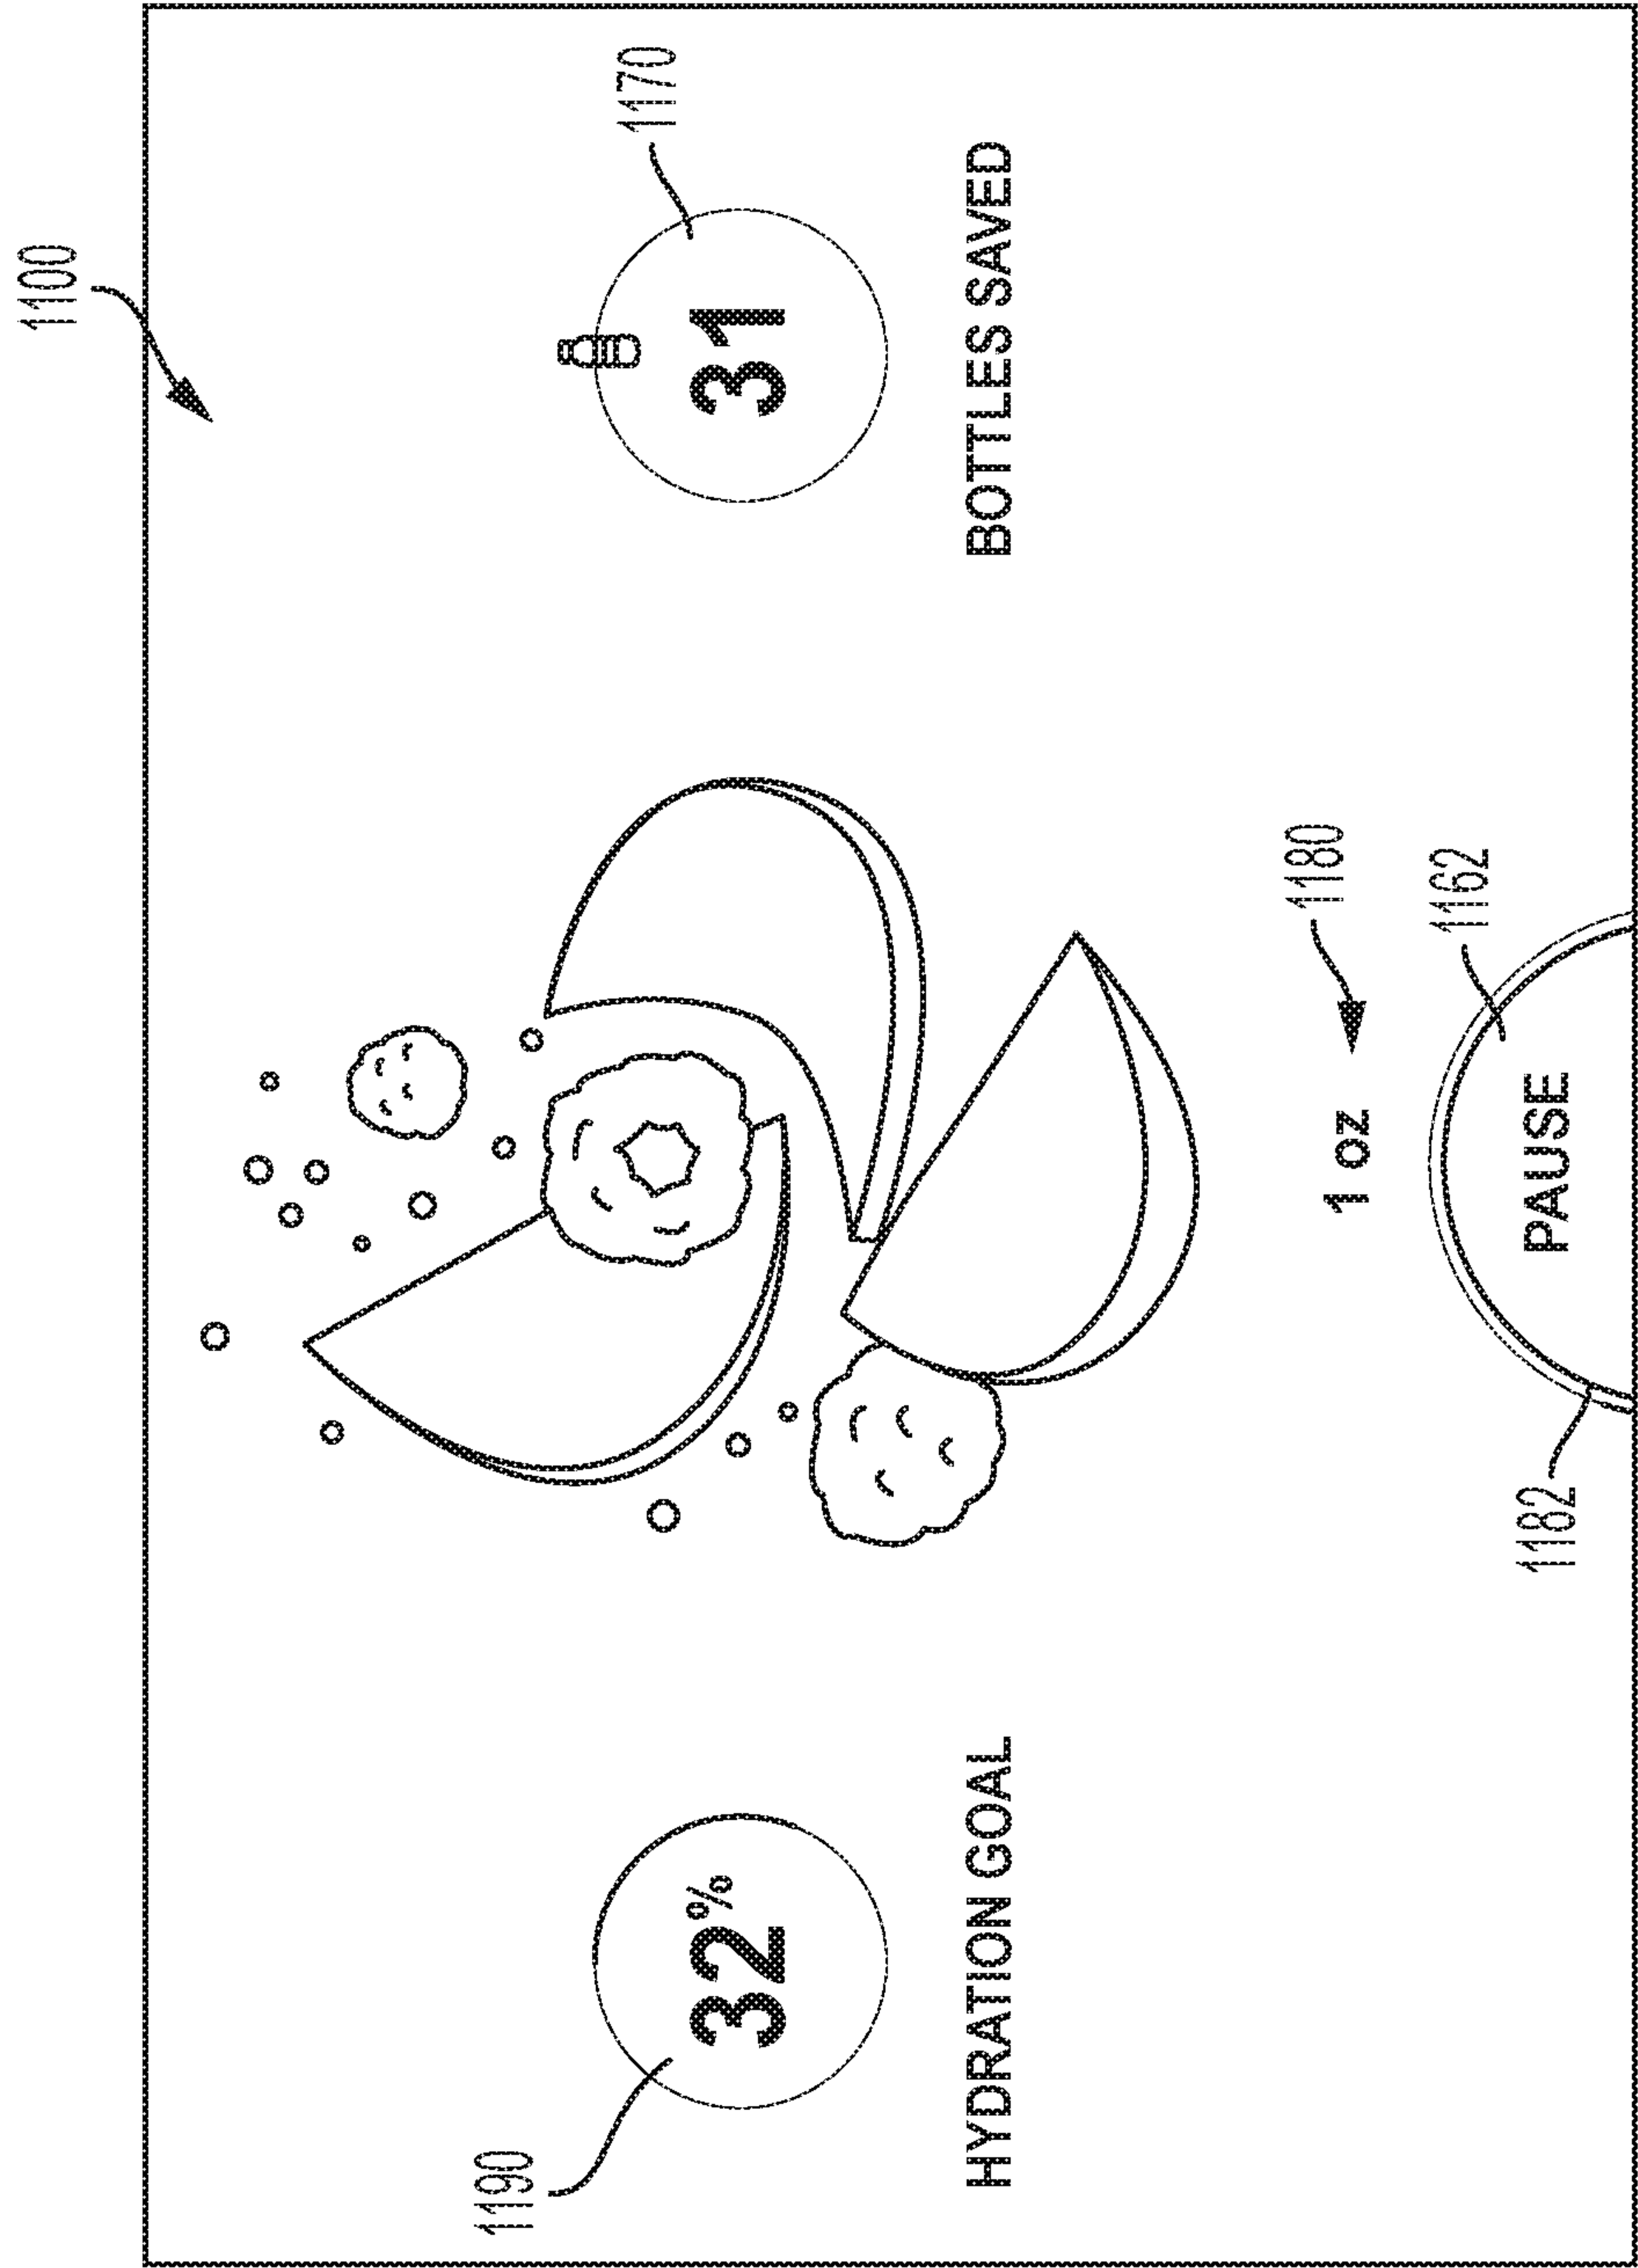 1100
1190
1170
32%
31
HYDRATION GOAL
BOTTLES SAVED
1180
1 oz
1162
1182
PAUSE